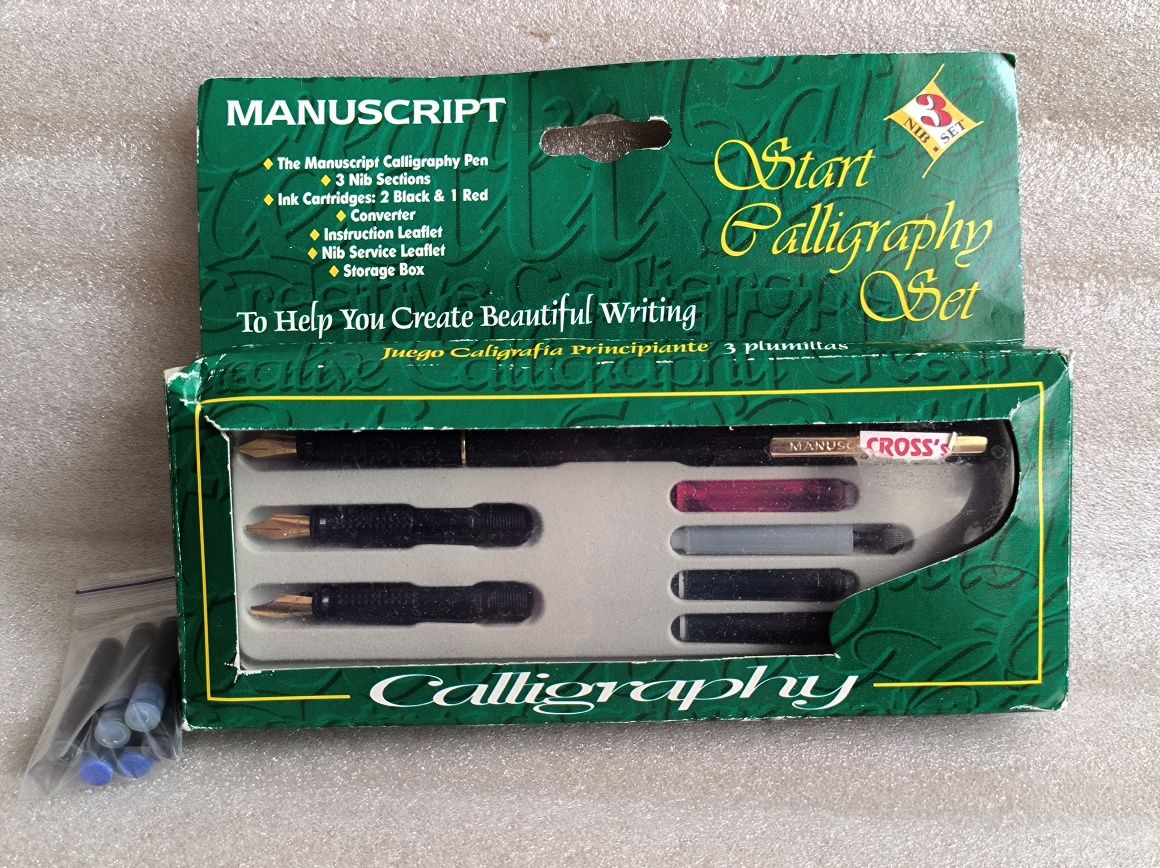 MANUSCRIPT
The Manuscript Calligraphy Pen
3 Nib Sections
Ink Cartridges: 2 Black & 1 Red
Converter
Instruction Leaflet
Nib Service Leaflet
Storage Box
To Help You Create Beautiful Writing
3
NIB SET
Start
Calligraphy
Set
Juego Caligrafía Principiante 3 plumillas
MANUSC
CROSS's
Calligraphy